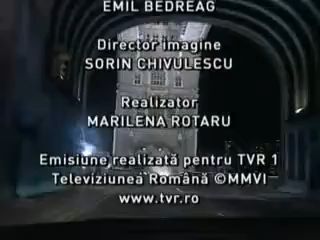 EMIL BEDREAG
Director imagine
SORIN CHIVULESCU
Realizator
MARILENA ROTARU
Emisiune realizată pentru TVR 1
Televiziunea Română ©MMVI
www.tvr.ro